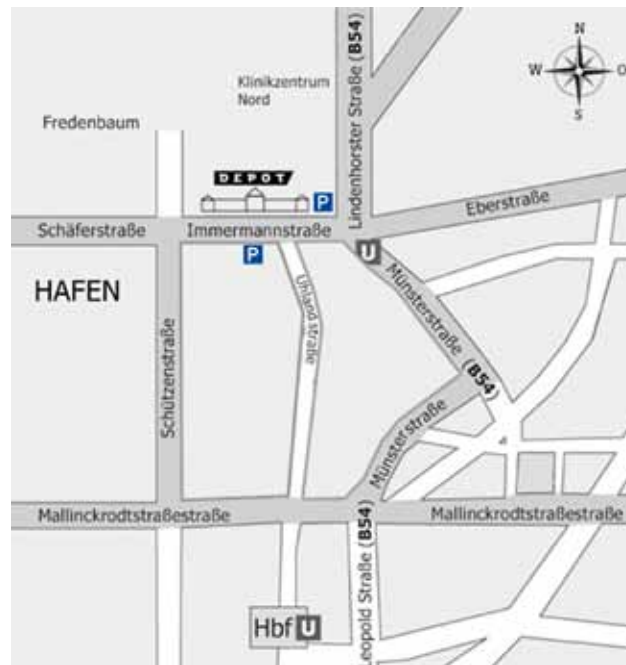 N
W O
S
Lindenhorster Straße (B54)
Klinikzentrum
Nord
Fredenbaum
DEPOT
P
Eberstraße
Schäferstraße
Immermannstraße
U
P
HAFEN
Uhlandstraße
Münsterstraße
(B54)
Schützenstraße
Münsterstraße
Mallinckrodtstraßestraße
Mallinckrodtstraßestraße
Leopold Straße (B54)
Hbf U